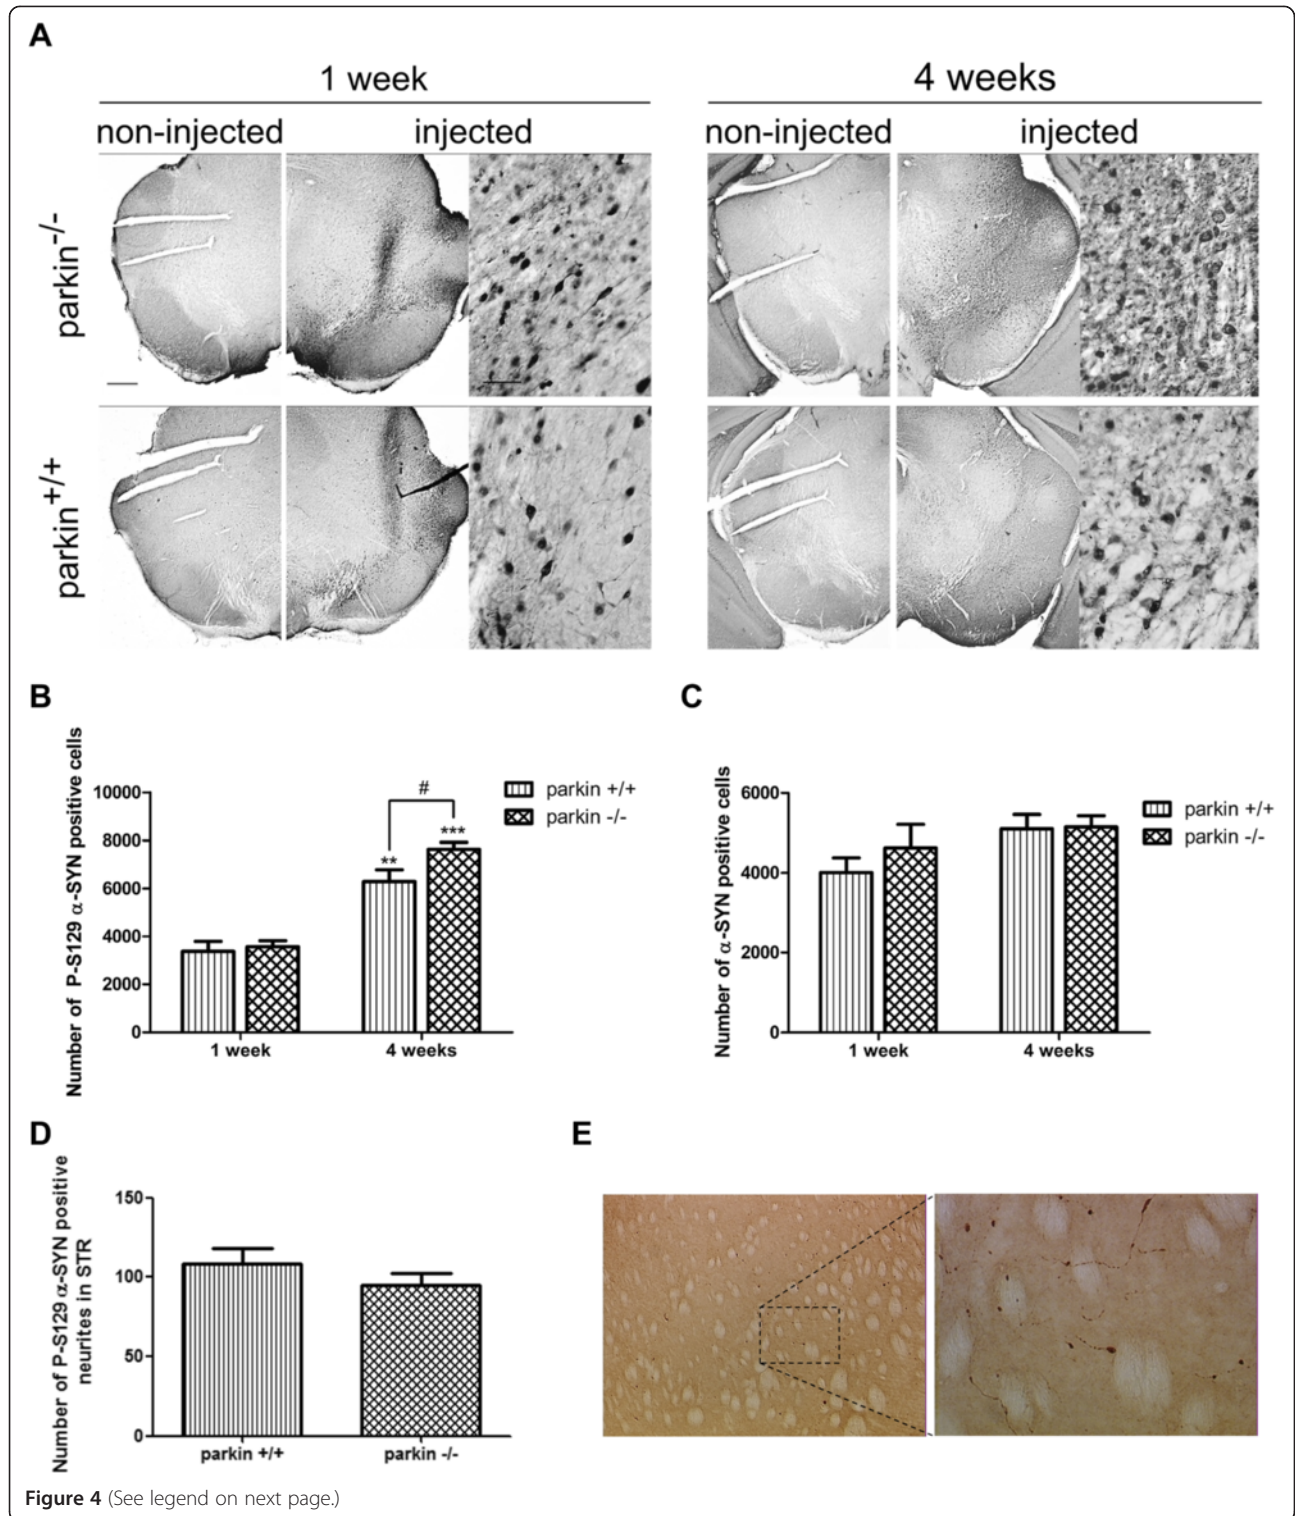 A
1 week
4 weeks
non-injected
injected
non-injected
injected
parkin-/-
parkin+/+
B
Number of P-S129 α-SYN positive cells
10000
8000
6000
4000
2000
0
**
***
#
1 week
4 weeks
parkin +/+
parkin -/-
C
Number of α-SYN positive cells
6000
4000
2000
0
1 week
4 weeks
parkin +/+
parkin -/-
D
Number of P-S129 α-SYN positive
neurites in STR
150
100
50
0
parkin +/+
parkin -/-
E
Figure 4 (See legend on next page.)